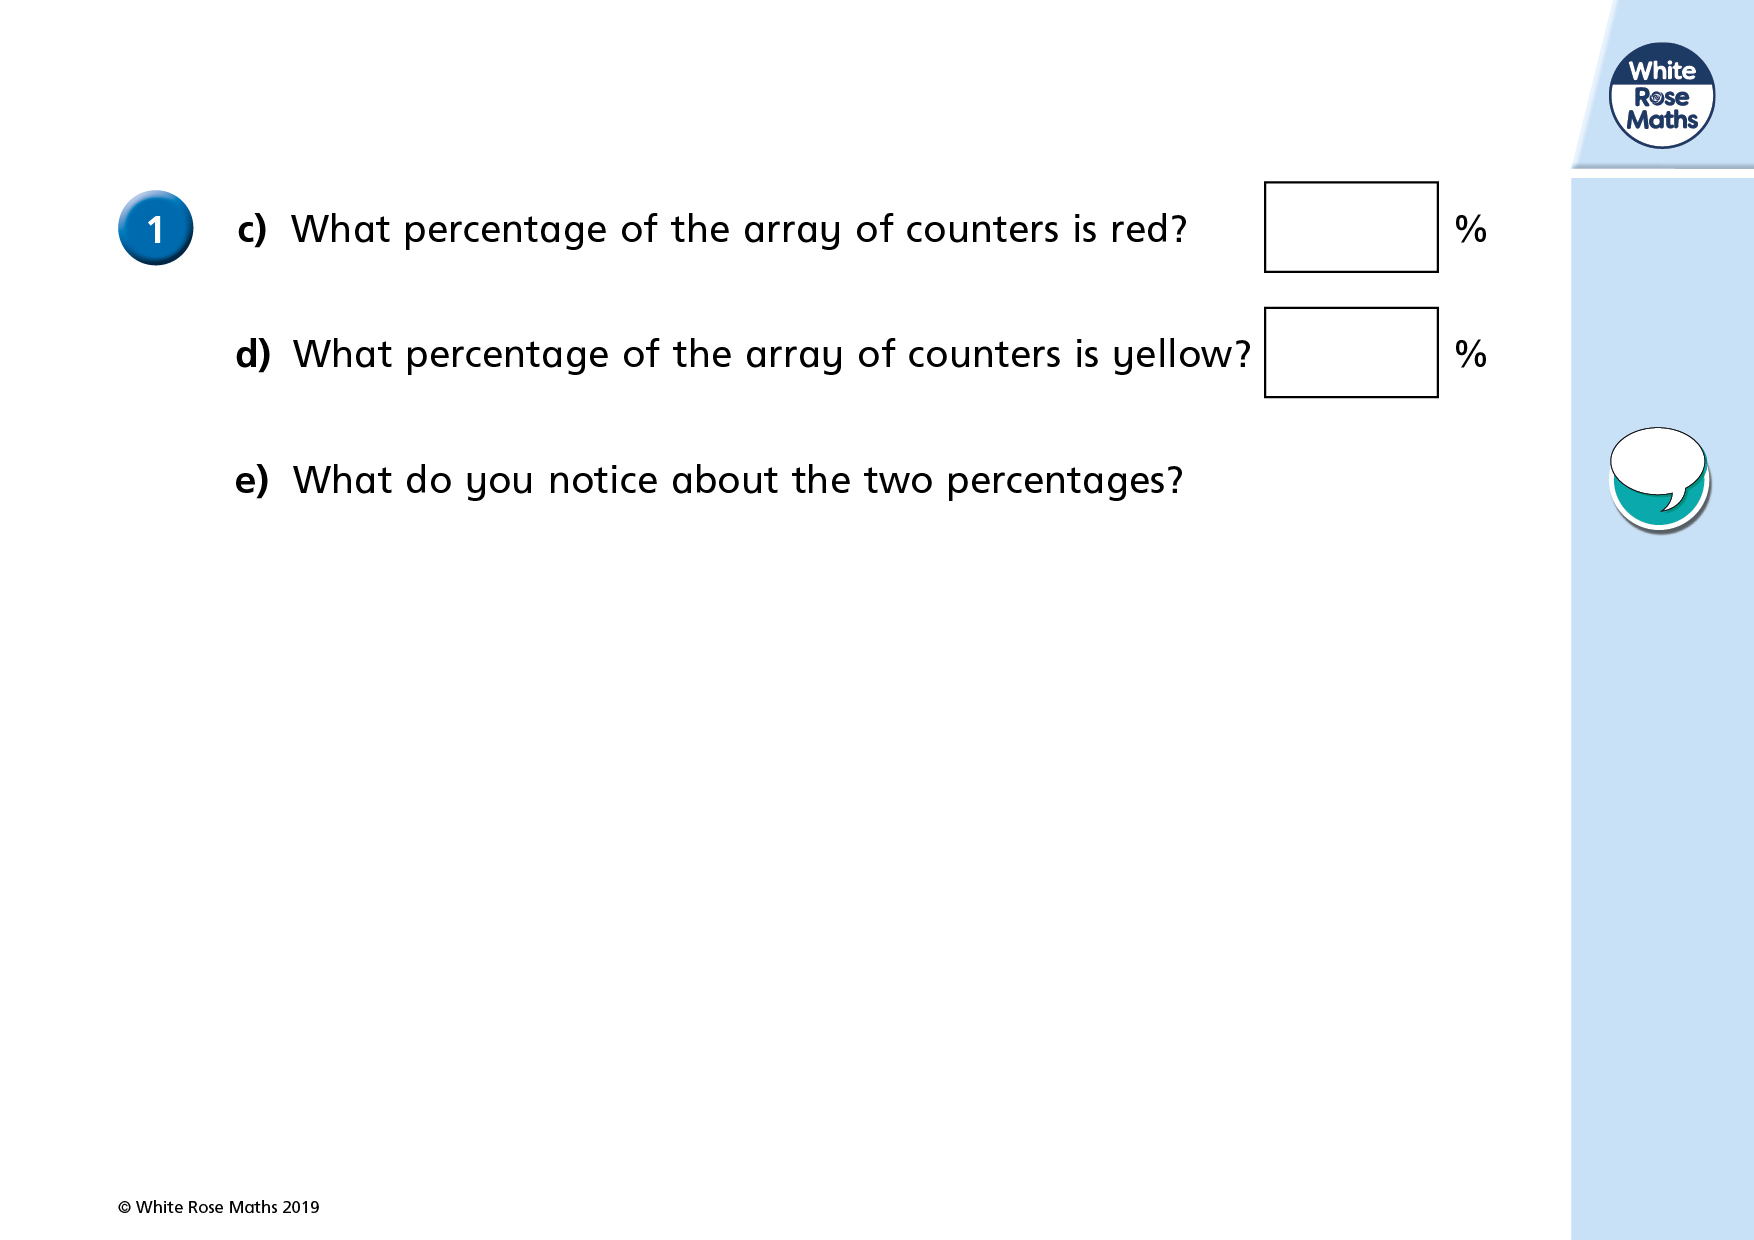 White
Rose
Maths
1 c) What percentage of the array of counters is red? %
d) What percentage of the array of counters is yellow? %
e) What do you notice about the two percentages?
© White Rose Maths 2019